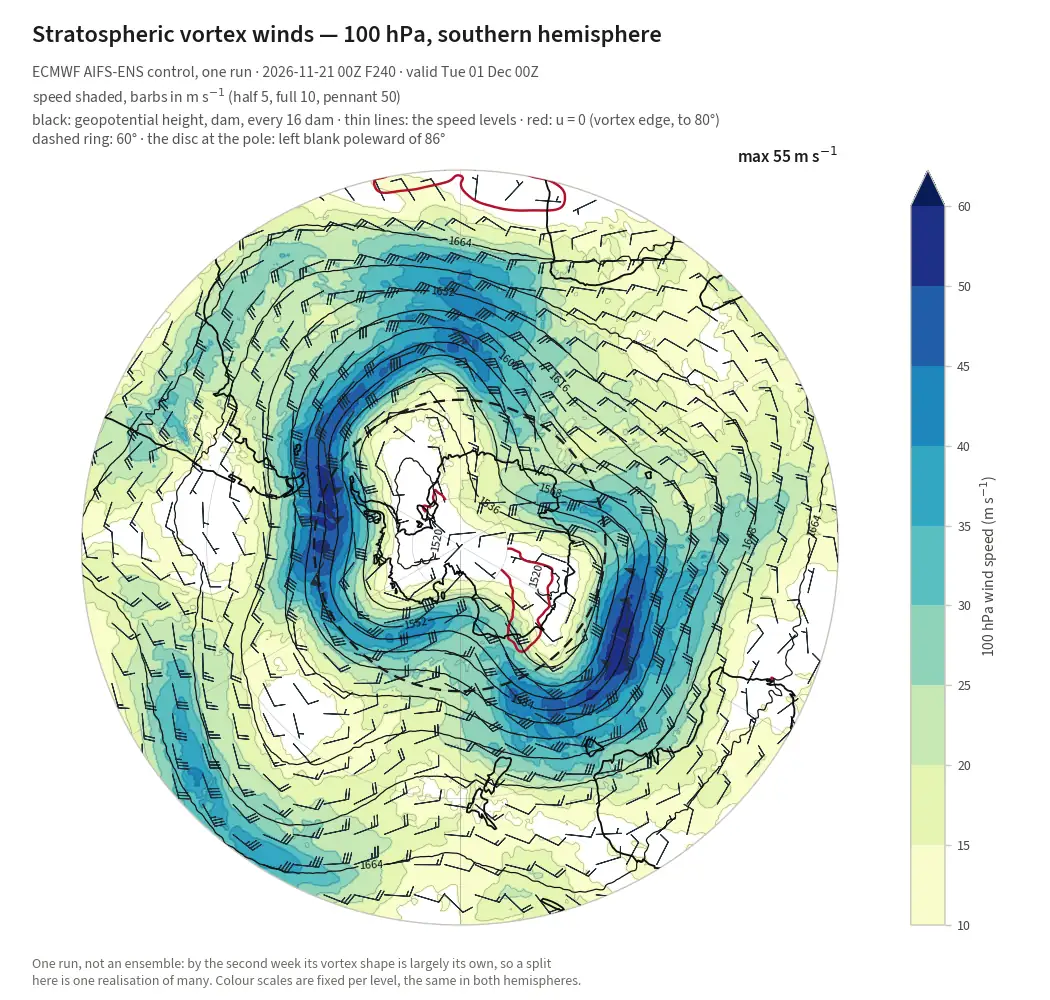 Stratospheric vortex winds — 100 hPa, southern hemisphere
ECMWF AIFS-ENS control, one run · 2026-11-21 00Z F240 · valid Tue 01 Dec 00Z
speed shaded, barbs in m s⁻¹ (half 5, full 10, pennant 50)
black: geopotential height, dam, every 16 dam · thin lines: the speed levels · red: u = 0 (vortex edge, to 80°)
dashed ring: 60° · the disc at the pole: left blank poleward of 86°
max 55 m s⁻¹
60
50
45
40
35
30
25
20
15
10
100 hPa wind speed (m s⁻¹)
1664
1632
1600
1616
1568
1536
1520
1520
1552
1584
1648
1664
1664
One run, not an ensemble: by the second week its vortex shape is largely its own, so a split
here is one realisation of many. Colour scales are fixed per level, the same in both hemispheres.